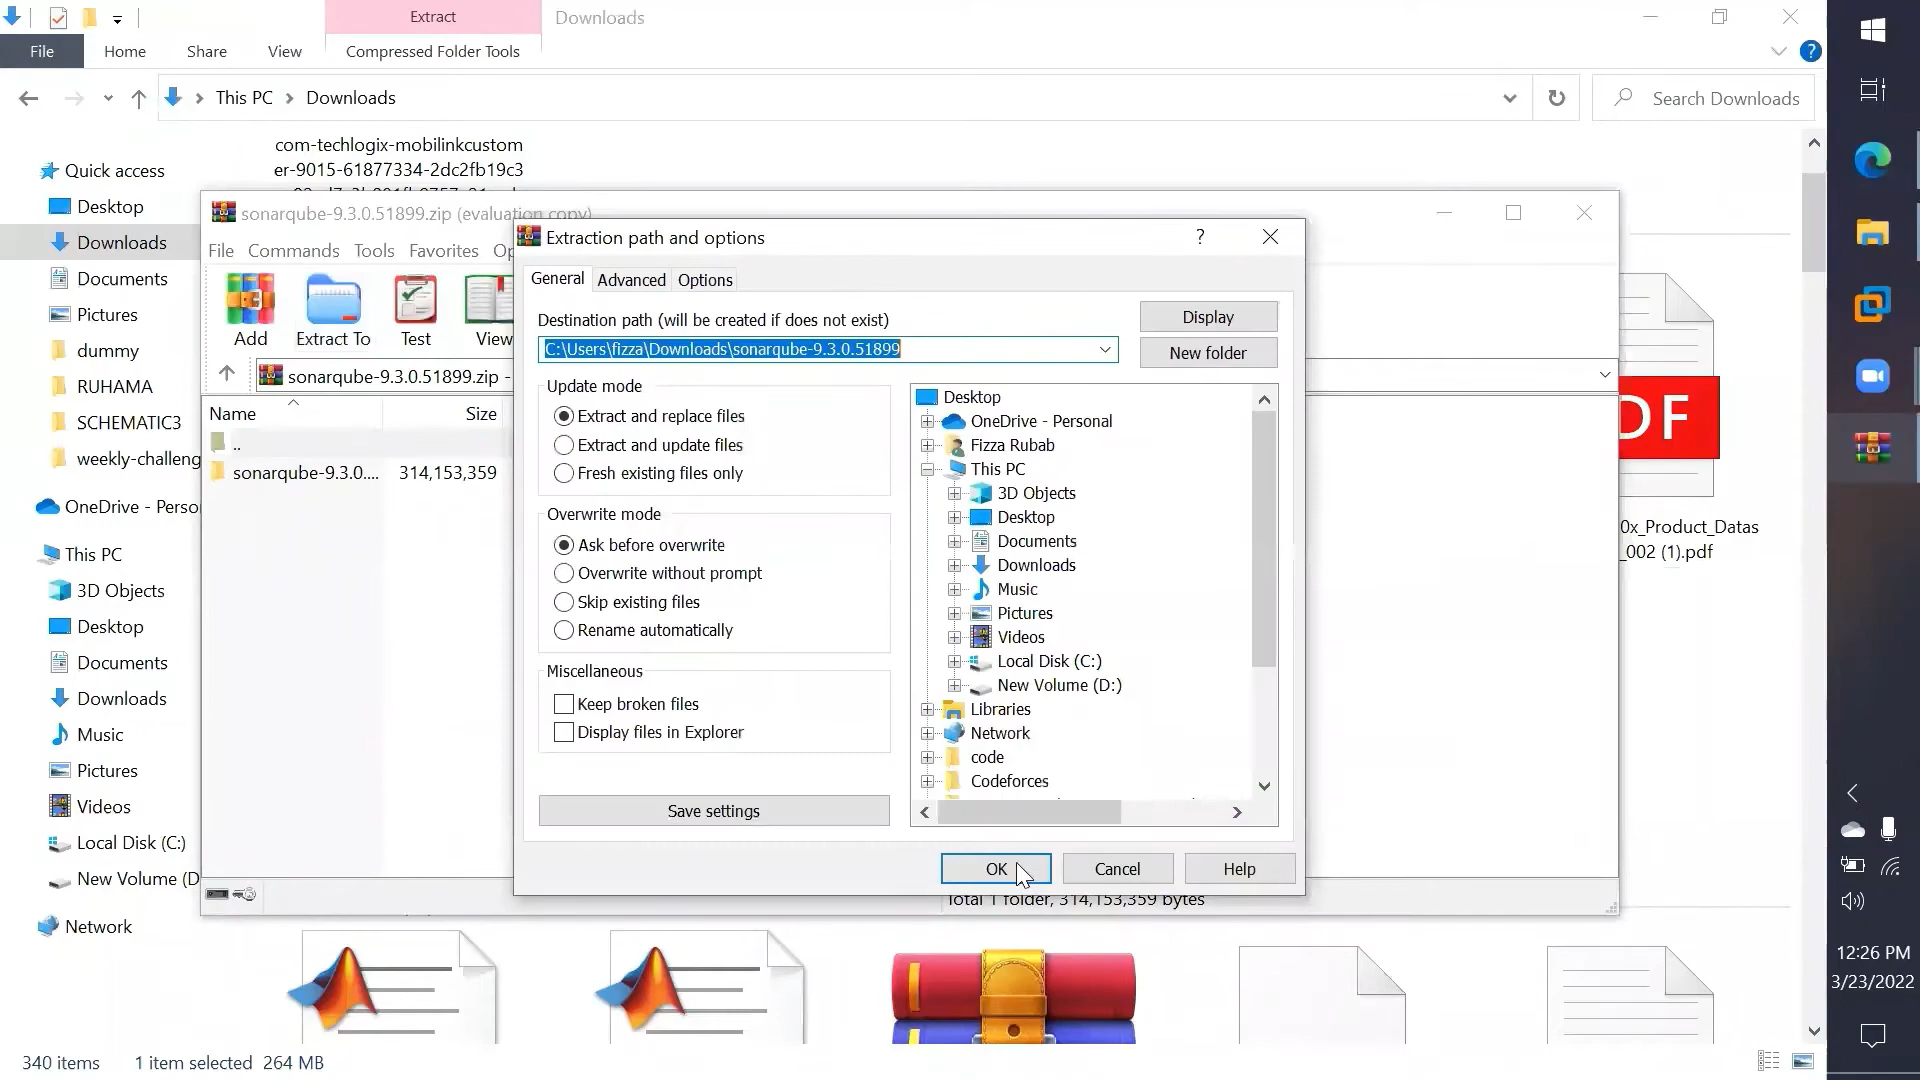 Extract
Downloads
File
Home
Share
View
Compressed Folder Tools
This PC
Downloads
Search Downloads
com-techlogix-mobilinkcustom
er-9015-61877334-2dc2fb19c3
Quick access
Desktop
Downloads
Documents
Pictures
dummy
RUHAMA
SCHEMATIC3
weekly-challeng
OneDrive - Perso
This PC
3D Objects
Desktop
Documents
Downloads
Music
Pictures
Videos
Local Disk (C:)
New Volume (D
Network
sonarqube-9.3.0.51899.zip (evaluation copy)
File
Commands
Tools
Favorites
Op
Add
Extract To
Test
View
sonarqube-9.3.0.51899.zip -
Name
Size
..
sonarqube-9.3.0....
314,153,359
Total 1 folder, 314,153,359 bytes
Extraction path and options
?
General
Advanced
Options
Destination path (will be created if does not exist)
C:\Users\fizza\Downloads\sonarqube-9.3.0.51899
Display
New folder
Update mode
Extract and replace files
Extract and update files
Fresh existing files only
Overwrite mode
Ask before overwrite
Overwrite without prompt
Skip existing files
Rename automatically
Miscellaneous
Keep broken files
Display files in Explorer
Save settings
Desktop
OneDrive - Personal
Fizza Rubab
This PC
3D Objects
Desktop
Documents
Downloads
Music
Pictures
Videos
Local Disk (C:)
New Volume (D:)
Libraries
Network
code
Codeforces
OK
Cancel
Help
DF
0x_Product_Datas
_002 (1).pdf
340 items
1 item selected 264 MB
12:26 PM
3/23/2022